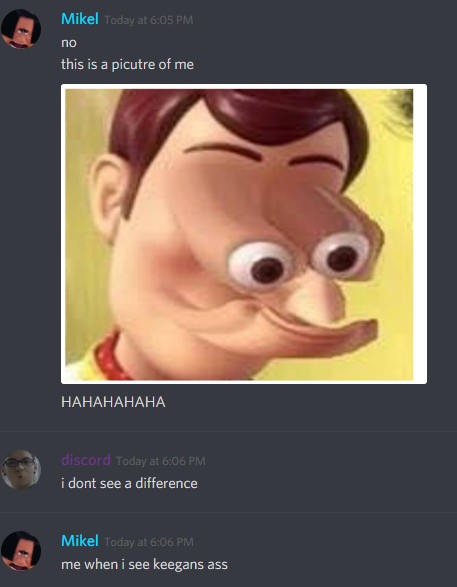 Mikel Today at 6:05 PM
no
this is a picutre of me
HAHAHAHAHA
discord Today at 6:06 PM
i dont see a difference
Mikel Today at 6:06 PM
me when i see keegans ass